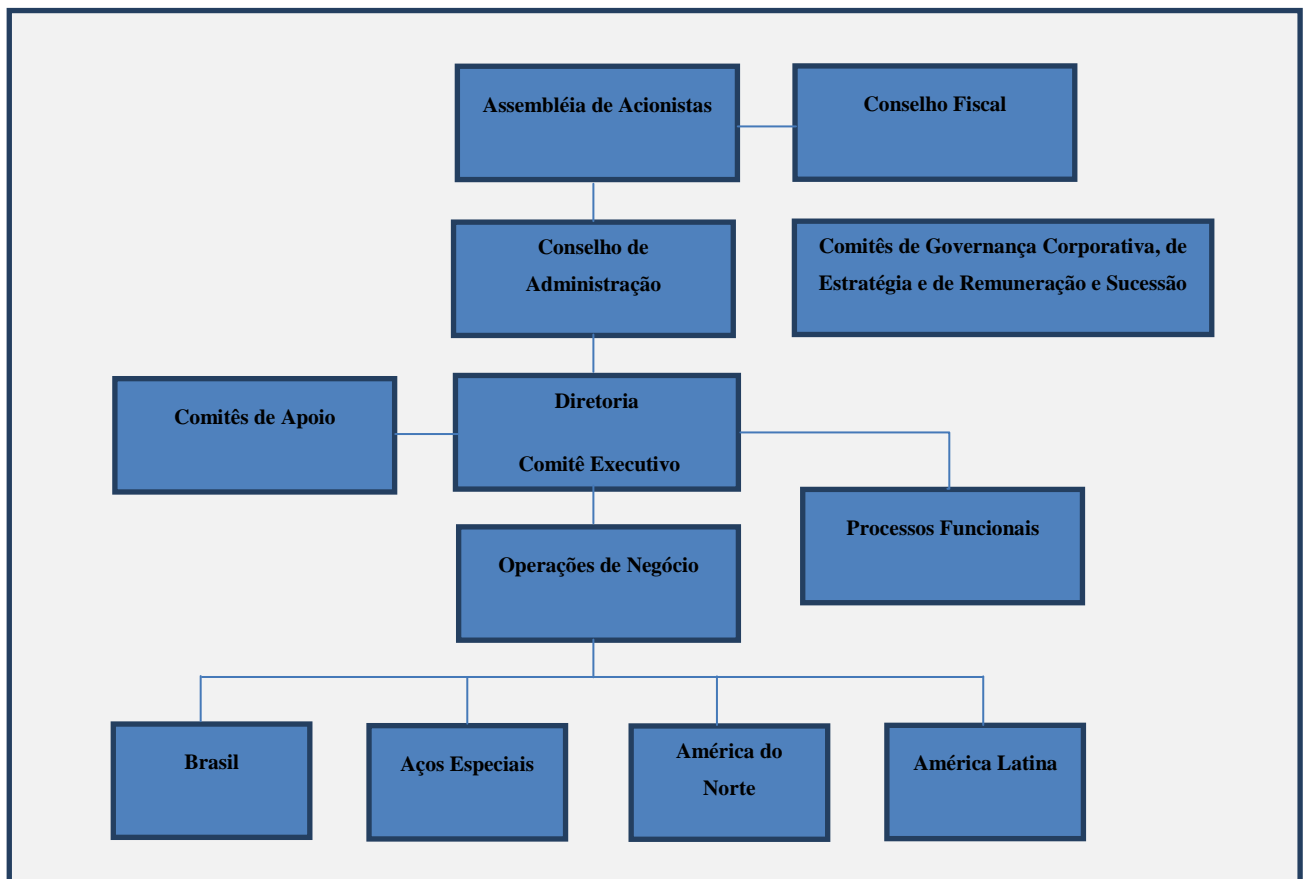 Assembléia de Acionistas
Conselho Fiscal
Conselho de
Administração
Comitês de Governança Corporativa, de
Estratégia e de Remuneração e Sucessão
Comitês de Apoio
Diretoria
Comitê Executivo
Processos Funcionais
Operações de Negócio
Brasil
Aços Especiais
América do
Norte
América Latina